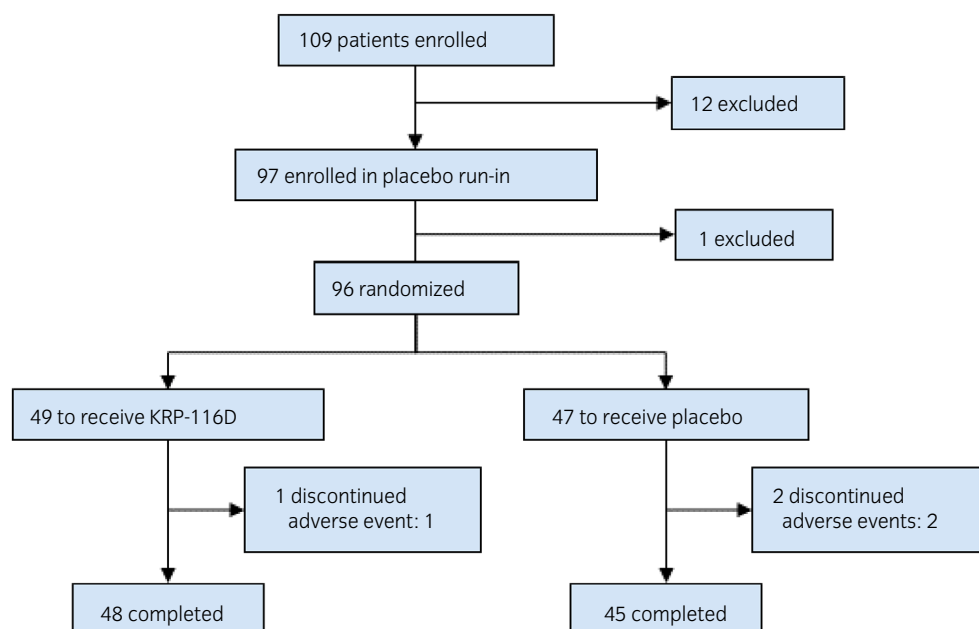 109 patients enrolled
12 excluded
97 enrolled in placebo run-in
1 excluded
96 randomized
49 to receive KRP-116D
47 to receive placebo
1 discontinued
adverse event: 1
2 discontinued
adverse events: 2
48 completed
45 completed